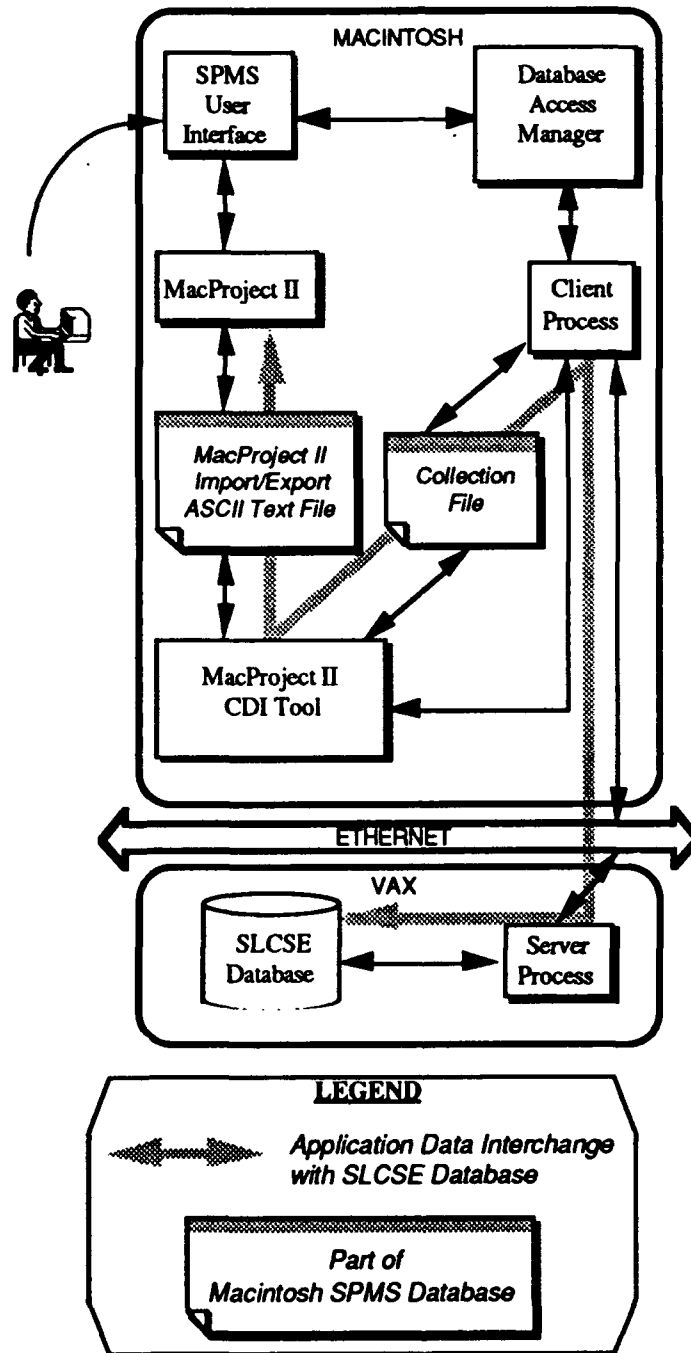 MACINTOSH
SPMS
User
Interface
Database
Access
Manager
MacProject II
Client
Process
MacProject II
Import/Export
ASCII Text File
Collection
File
MacProject II
CDI Tool
ETHERNET
VAX
SLCSE
Database
Server
Process
LEGEND
Application Data Interchange
with SLCSE Database
Part of
Macintosh SPMS Database